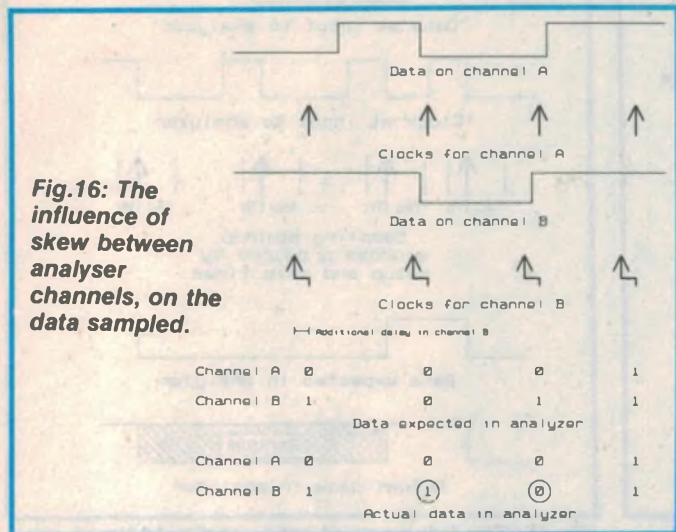 Data on channel A
Clocks for channel A
Fig.16: The
influence of
skew between
analyser
channels, on the
data sampled.
Data on channel B
Clocks for channel B
Additional delay in channel B
Channel A 0 0 0 1
Channel B 1 0 1 1
Data expected in analyzer
Channel A 0 0 0 1
Channel B 1 1 0 1
Actual data in analyzer